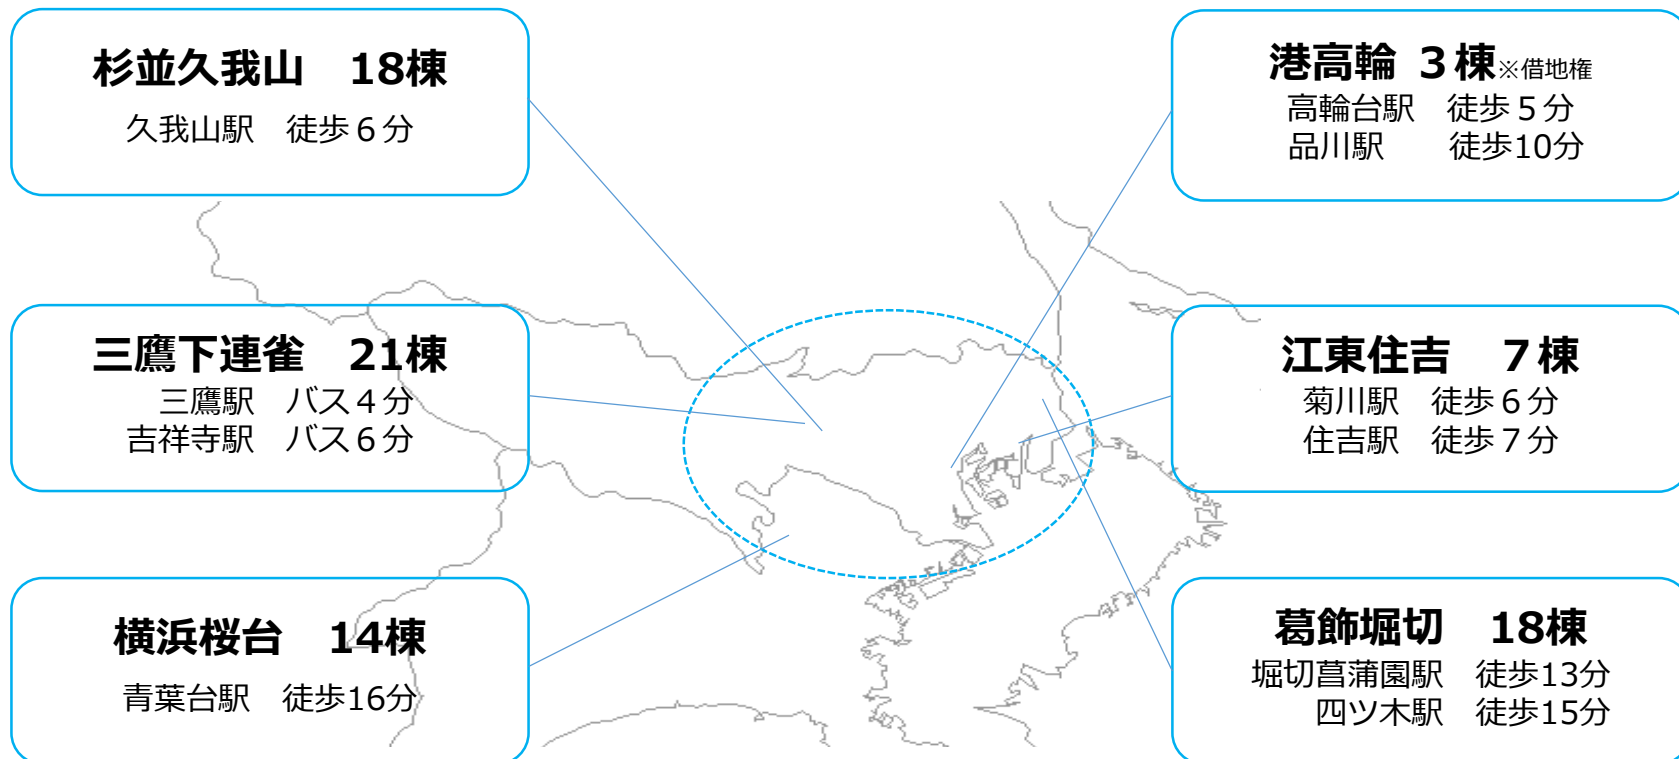 杉並久我山　18棟
久我山駅　徒歩６分
三鷹下連雀　21棟
三鷹駅　バス４分
吉祥寺駅　バス６分
横浜桜台　14棟
青葉台駅　徒歩16分
港高輪 ３棟※借地権
高輪台駅　徒歩５分
品川駅　　徒歩10分
江東住吉　７棟
菊川駅　徒歩６分
住吉駅　徒歩７分
葛飾堀切　18棟
堀切菖蒲園駅　徒歩13分
四ツ木駅　徒歩15分